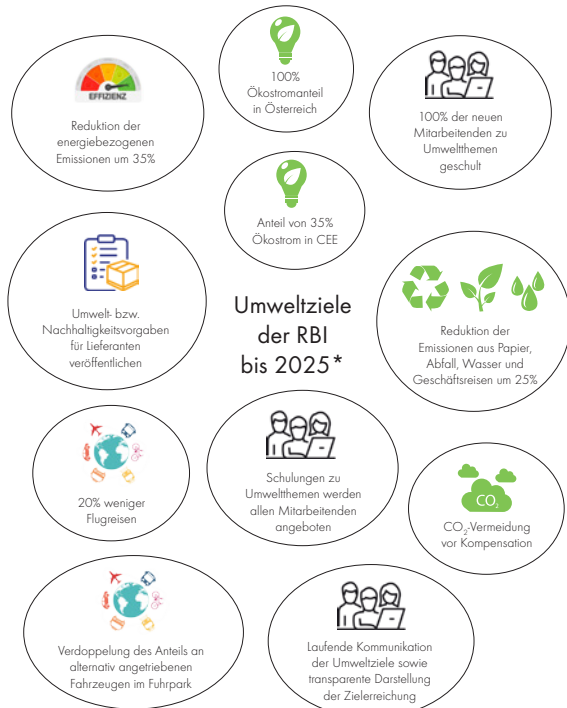 100%
Ökostromanteil
in Österreich
EFFIZIENZ
Reduktion der
energiebezogenen
Emissionen um 35%
100% der neuen
Mitarbeitenden zu
Umweltthemen
geschult
Anteil von 35%
Ökostrom in CEE
Umwelt- bzw.
Nachhaltigkeitsvorgaben
für Lieferanten
veröffentlichen
Umweltziele
der RBI
bis 2025*
Reduktion der
Emissionen aus Papier,
Abfall, Wasser und
Geschäftsreisen um 25%
20% weniger
Flugreisen
Schulungen zu
Umweltthemen werden
allen Mitarbeitenden
angeboten
CO₂
CO₂-Vermeidung
vor Kompensation
Verdoppelung des Anteils an
alternativ angetriebenen
Fahrzeugen im Fuhrpark
Laufende Kommunikation
der Umweltziele sowie
transparente Darstellung
der Zielerreichung